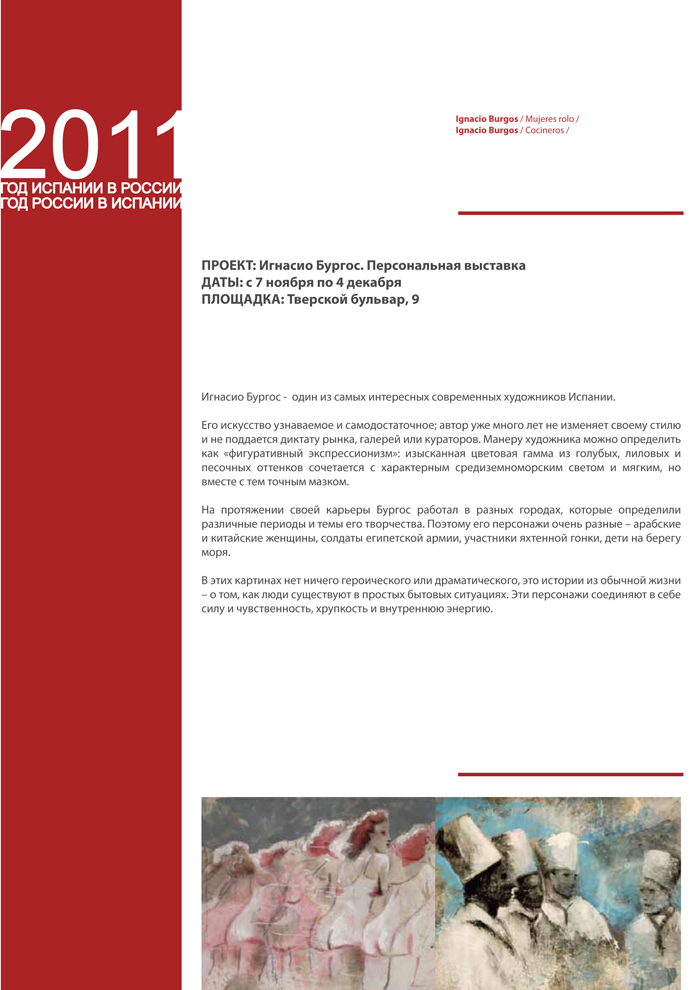 2011
ГОД ИСПАНИИ В РОССИИ
ГОД РОССИИ В ИСПАНИИ
Ignacio Burgos / Mujeres rolo /
Ignacio Burgos / Cocineros /
ПРОЕКТ: Игнасио Бургос. Персональная выставка
ДАТЫ: с 7 ноября по 4 декабря
ПЛОЩАДКА: Тверской бульвар, 9
Игнасио Бургос - один из самых интересных современных художников Испании.
Его искусство узнаваемое и самодостаточное; автор уже много лет не изменяет своему стилю
и не поддается диктату рынка, галерей или кураторов. Манеру художника можно определить
как «фигуративный экспрессионизм»: изысканная цветовая гамма из голубых, лиловых и
песочных оттенков сочетается с характерным средиземноморским светом и мягким, но
вместе с тем точным мазком.
На протяжении своей карьеры Бургос работал в разных городах, которые определили
различные периоды и темы его творчества. Поэтому его персонажи очень разные – арабские
и китайские женщины, солдаты египетской армии, участники яхтенной гонки, дети на берегу
моря.
В этих картинах нет ничего героического или драматического, это истории из обычной жизни
– о том, как люди существуют в простых бытовых ситуациях. Эти персонажи соединяют в себе
силу и чувственность, хрупкость и внутреннюю энергию.